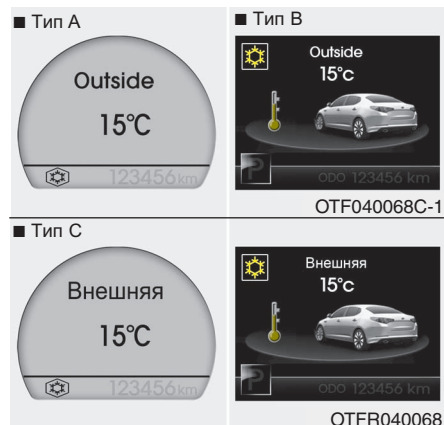 ■ Тип A
Outside
15℃
123456 km
■ Тип B
Outside
15°c
P
ODO 123456 km
OTF040068C-1
■ Тип C
Внешняя
15℃
123456 km
Внешняя
15°c
P
ODO 123456 km
OTFR040068